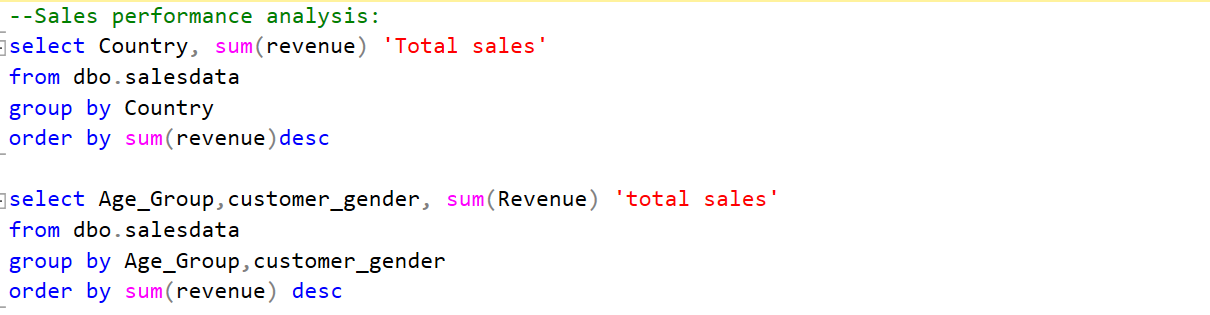 --Sales performance analysis:
select Country, sum(revenue) 'Total sales'
from dbo.salesdata
group by Country
order by sum(revenue)desc
select Age_Group,customer_gender, sum(Revenue) 'total sales'
from dbo.salesdata
group by Age_Group,customer_gender
order by sum(revenue) desc